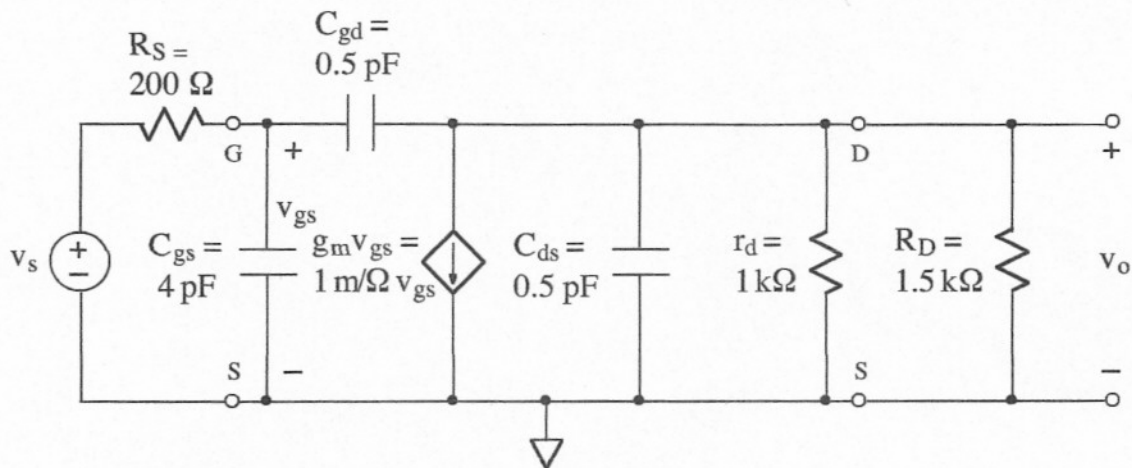 C_gd =
0.5 pF
R_S =
200 Ω
G
+
D
+
v_s
+
−
v_gs
C_gs =
4 pF
g_m v_gs =
1 m/Ω v_gs
C_ds =
0.5 pF
r_d =
1 kΩ
R_D =
1.5 kΩ
v_o
S
−
S
−